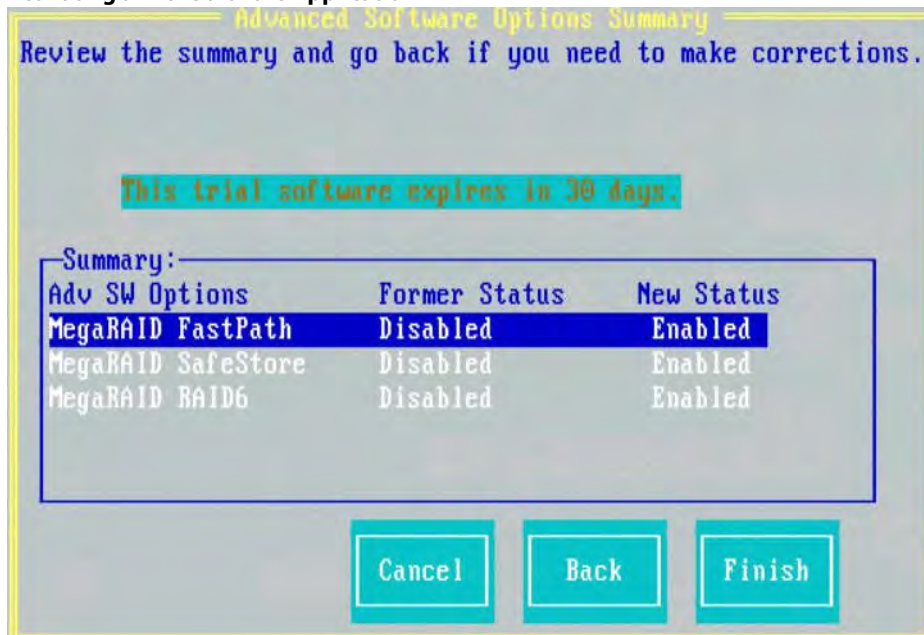 Advanced Software Options Summary
Review the summary and go back if you need to make corrections.
This trial software expires in 30 days.
Summary:
Adv SW Options Former Status New Status
MegaRAID FastPath Disabled Enabled
MegaRAID SafeStore Disabled Enabled
MegaRAID RAID6 Disabled Enabled
Cancel Back Finish